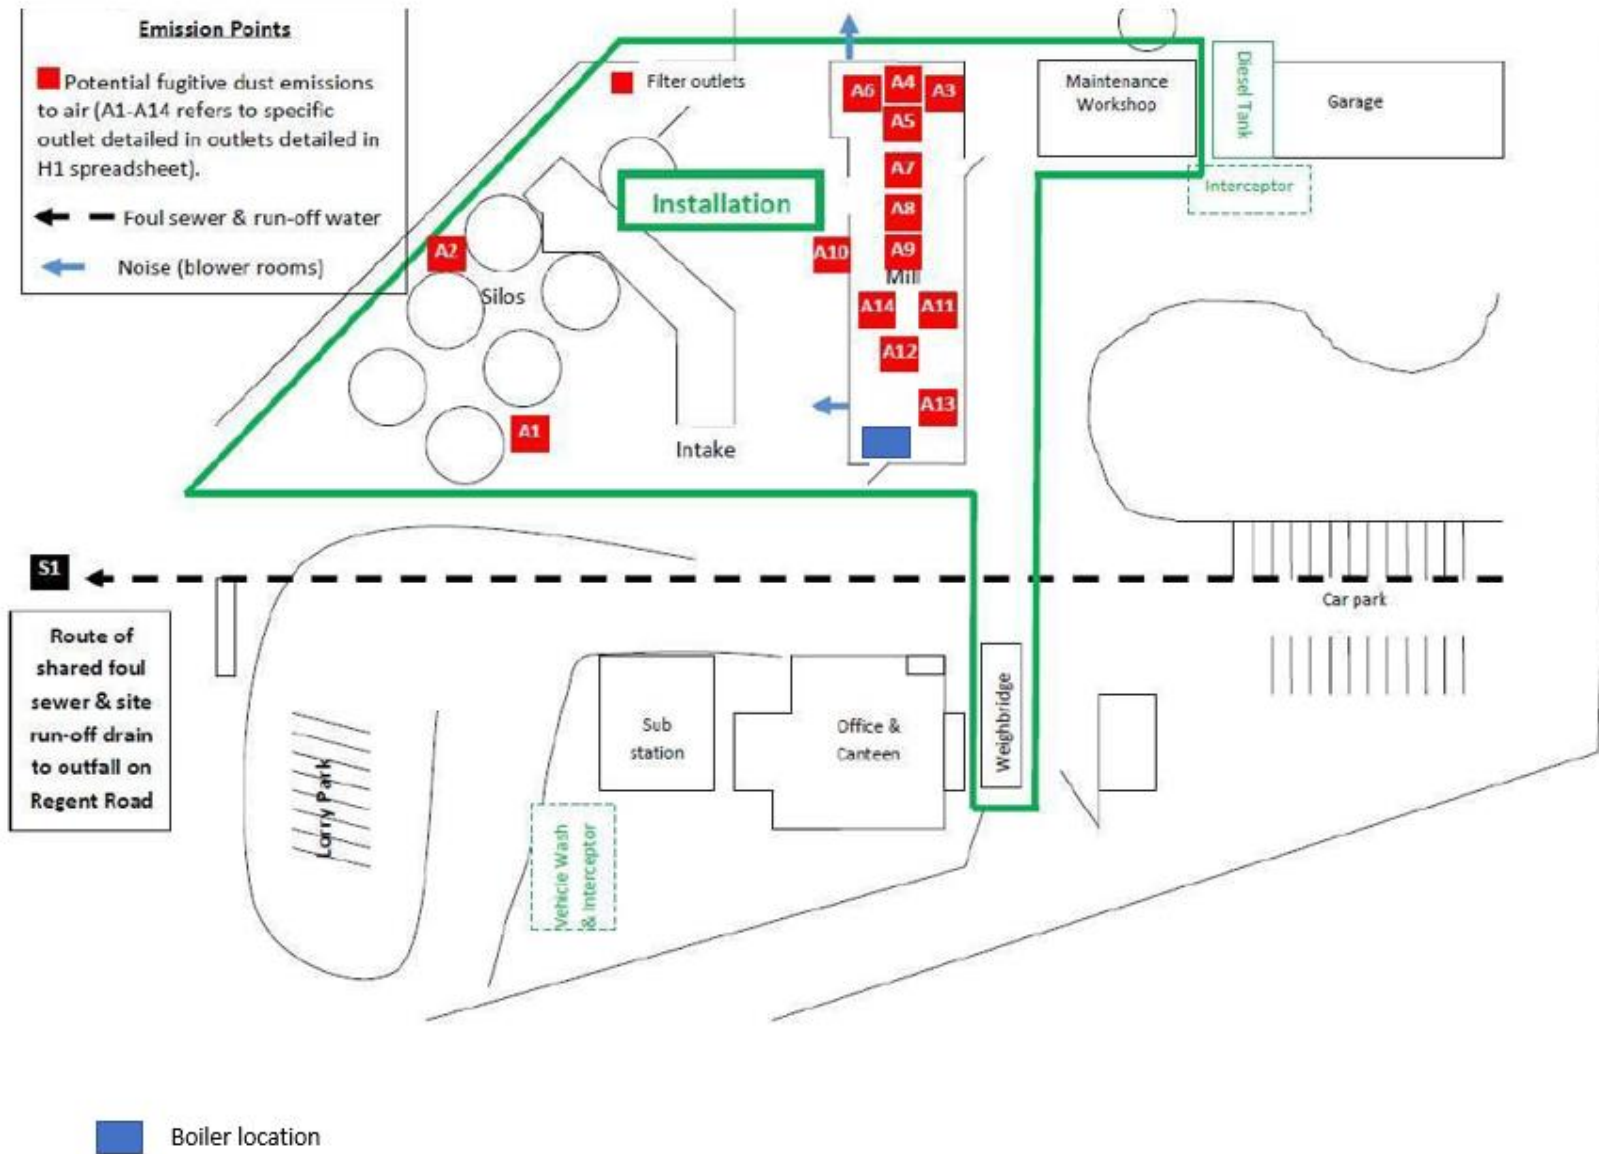 Emission Points
Potential fugitive dust emissions
to air (A1-A14 refers to specific
outlet detailed in outlets detailed in
H1 spreadsheet).
Foul sewer & run-off water
Noise (blower rooms)
Filter outlets
Installation
A6
A4
A3
A5
A7
A8
A9
A10
Mill
A14
A11
A12
A13
A2
Silos
A1
Intake
Maintenance
Workshop
Diesel Tank
Garage
Interceptor
S1
Route of
shared foul
sewer & site
run-off drain
to outfall on
Regent Road
Car park
Lorry Park
Sub
station
Office &
Canteen
Weighbridge
Vehicle Wash
& Interceptor
Boiler location